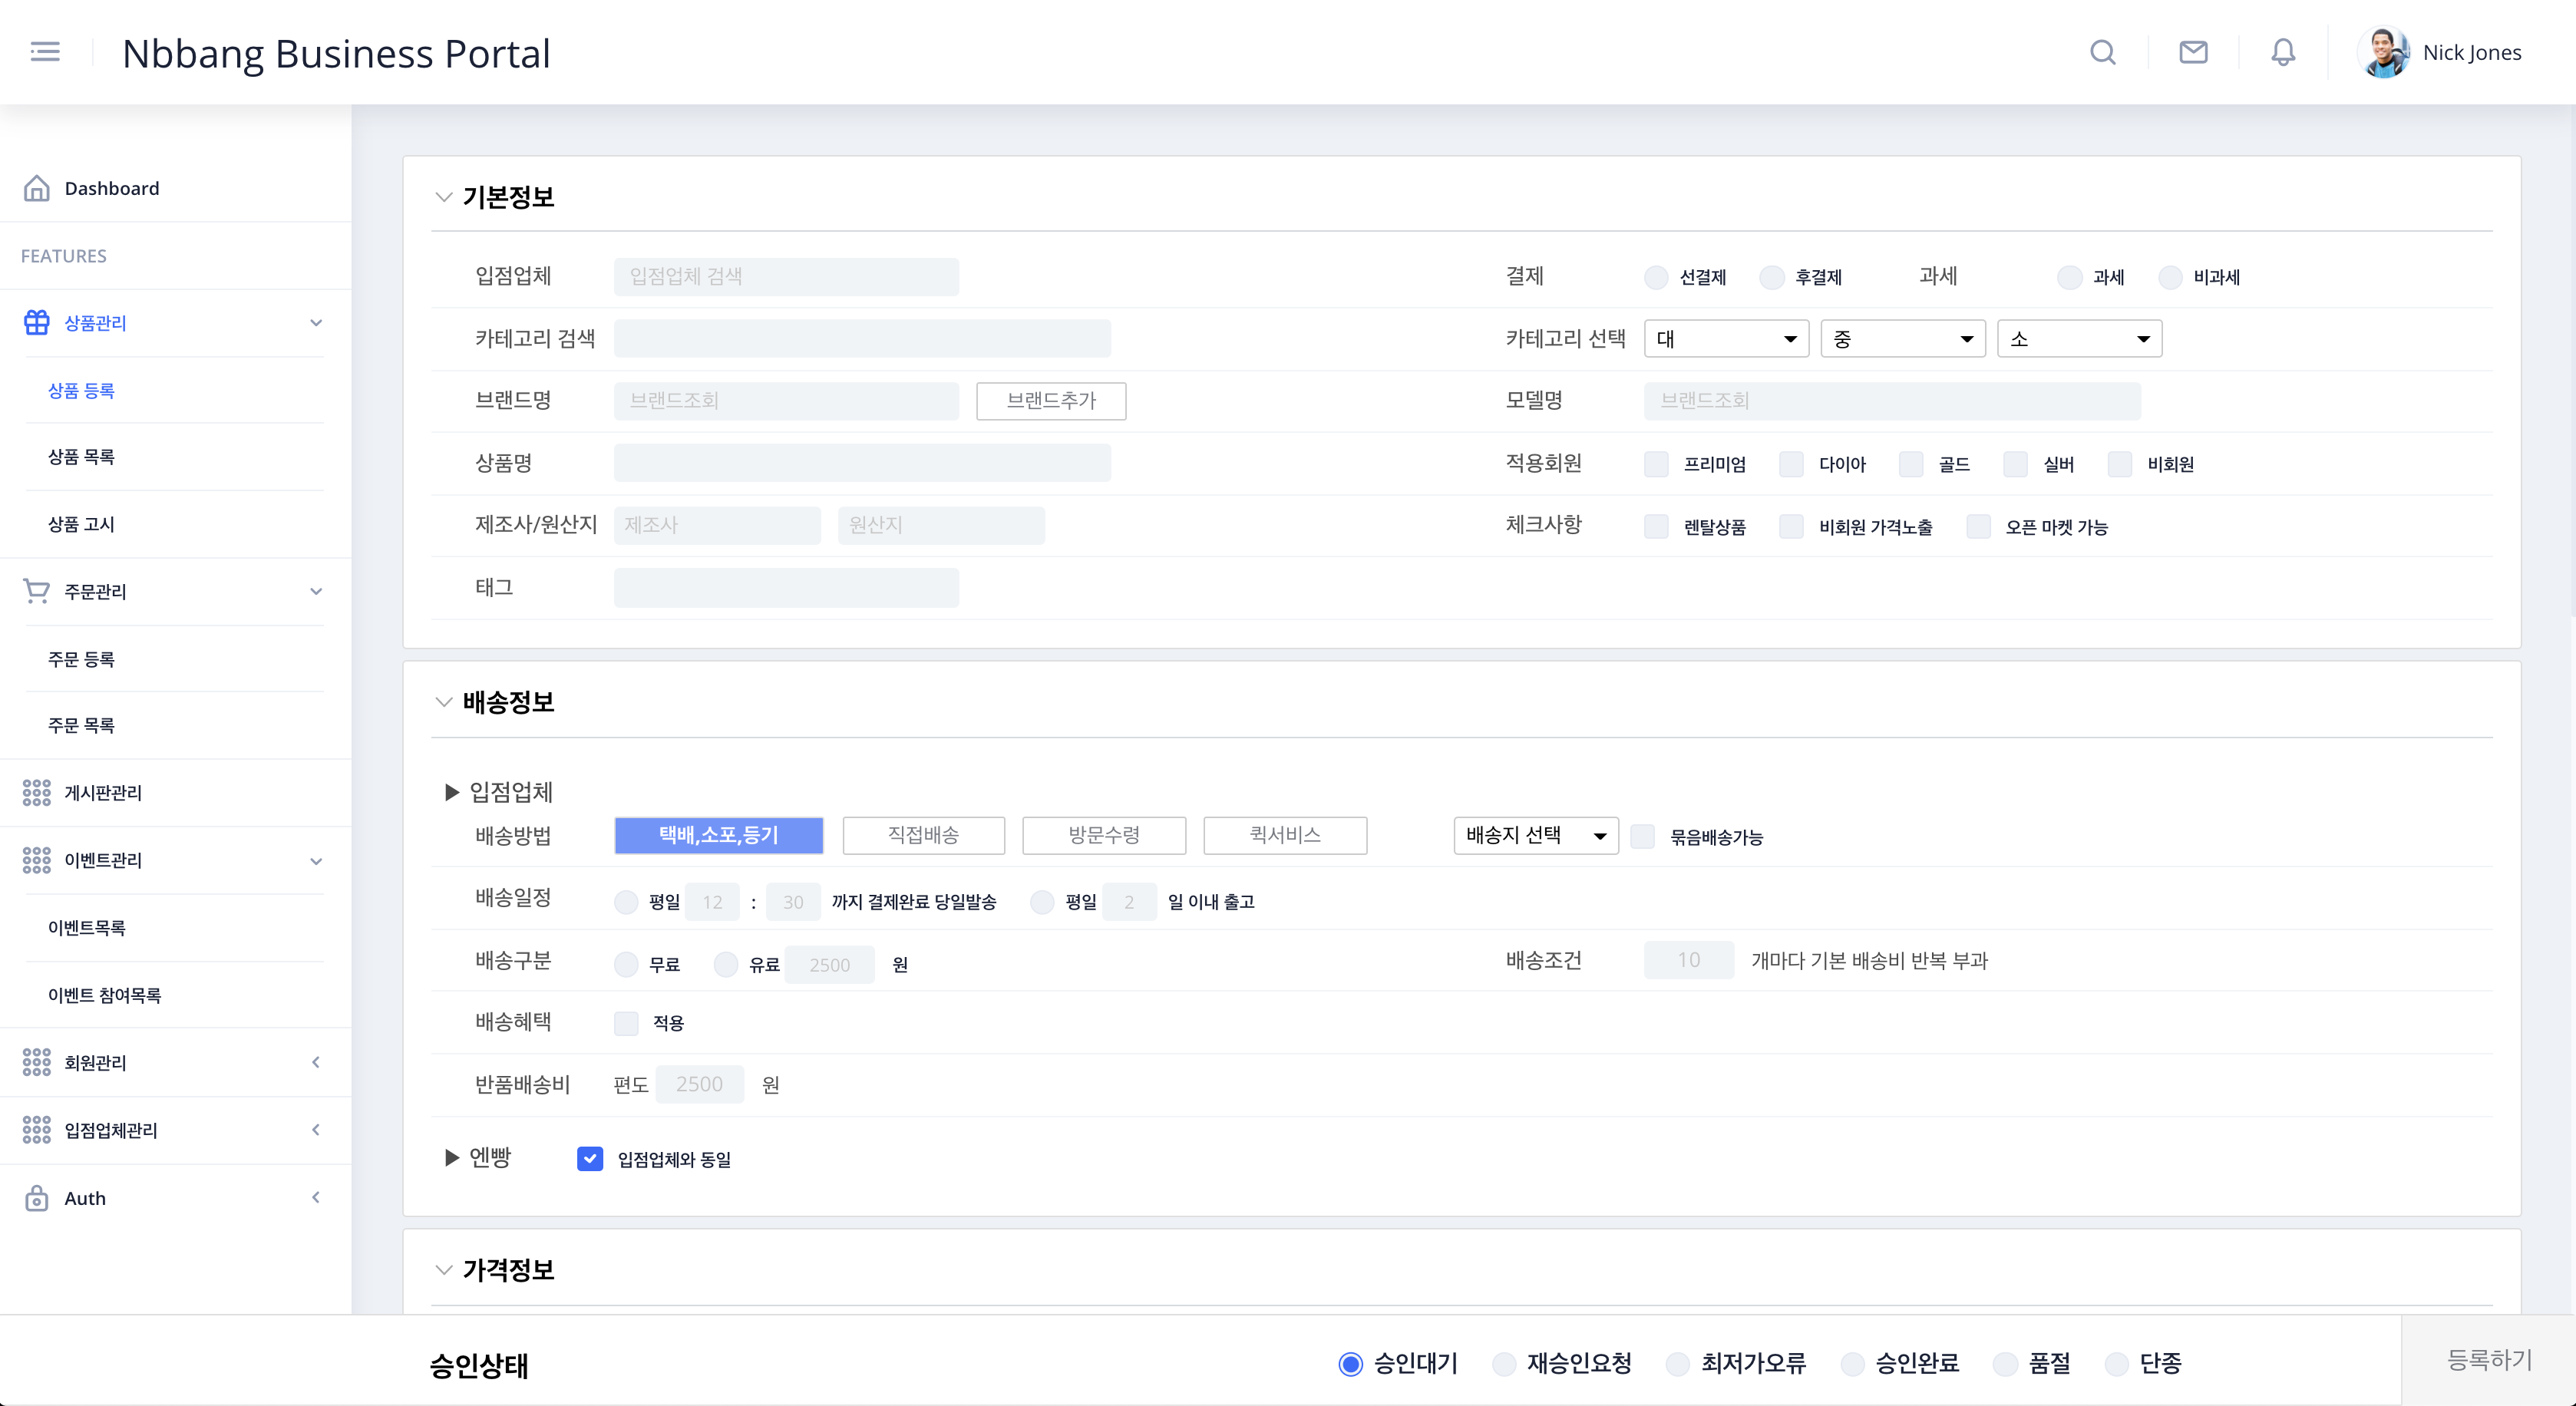 Nbbang Business Portal
Nick Jones
Dashboard
FEATURES
상품관리
상품 등록
상품 목록
상품 고시
주문관리
주문 등록
주문 목록
게시판관리
이벤트관리
이벤트목록
이벤트 참여목록
회원관리
입점업체관리
Auth
기본정보
입점업체 입점업체 검색 결제 선결제 후결제 과세 과세 비과세
카테고리 검색 카테고리 선택 대 중 소
브랜드명 브랜드조회 브랜드추가 모델명 브랜드조회
상품명 적용회원 프리미엄 다이아 골드 실버 비회원
제조사/원산지 제조사 원산지 체크사항 렌탈상품 비회원 가격노출 오픈 마켓 가능
태그
배송정보
▶ 입점업체
배송방법 택배,소포,등기 직접배송 방문수령 퀵서비스 배송지 선택 묶음배송가능
배송일정 평일 12 : 30 까지 결제완료 당일발송 평일 2 일 이내 출고
배송구분 무료 유료 2500 원 배송조건 10 개마다 기본 배송비 반복 부과
배송혜택 적용
반품배송비 편도 2500 원
▶ 엔빵 입점업체와 동일
가격정보
승인상태 승인대기 재승인요청 최저가오류 승인완료 품절 단종 등록하기